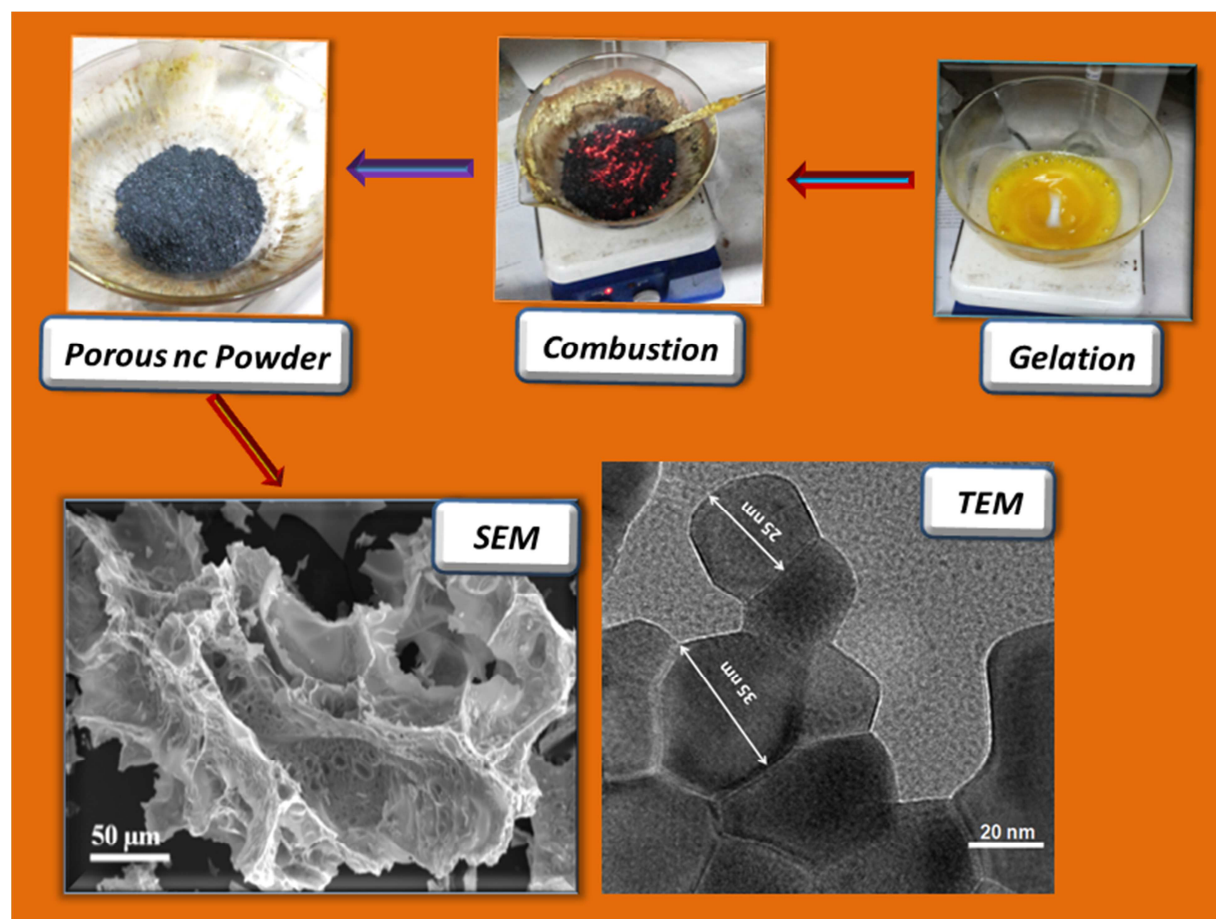 Porous nc Powder
Combustion
Gelation
SEM
50 µm
TEM
25 nm
35 nm
20 nm